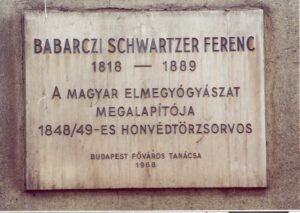 BABARCZI SCHWARTZER FERENC
1818 — 1889
A MAGYAR ELMEGYÓGYÁSZAT
MEGALAPÍTÓJA
1848/49-ES HONVÉDTÖRZSORVOS
BUDAPEST FŐVÁROS TANÁCSA
1968